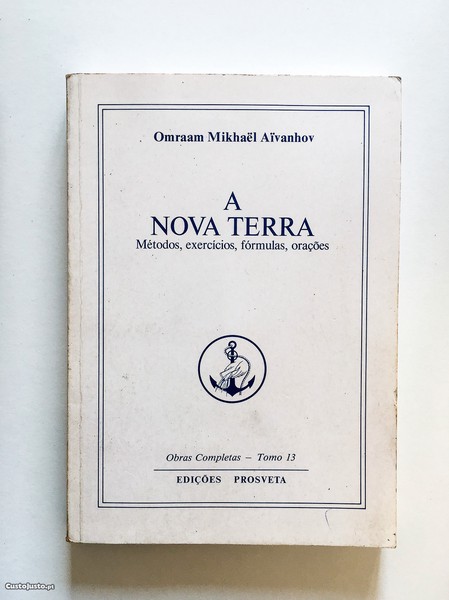 Omraam Mikhaël Aïvanhov
A
NOVA TERRA
Métodos, exercícios, fórmulas, orações
Obras Completas – Tomo 13
EDIÇÕES PROSVETA
CustoJusto.pt